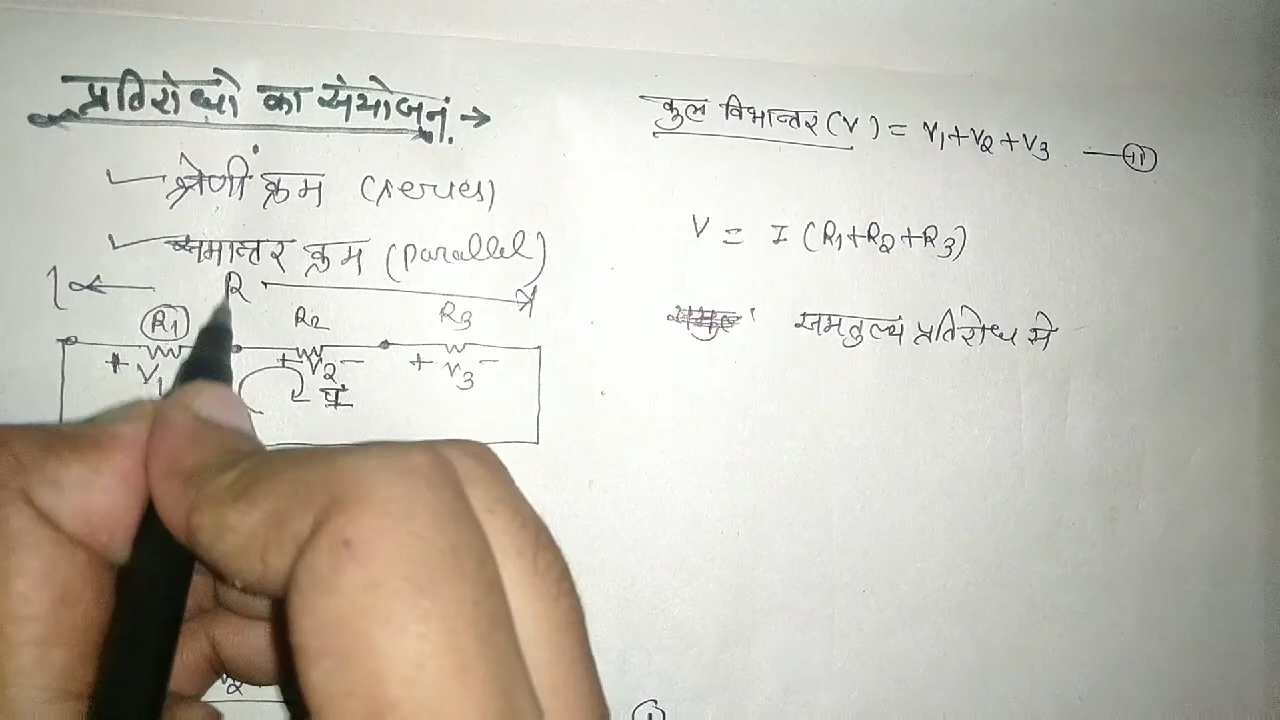 प्रतिरोधो का संयोजन →
श्रेणीं क्रम (series)
समान्तर क्रम (parallel)
R
R1 R2 R3
+ V1 + V2 − + V3 −
कुल विभान्तर (V) = V1+V2+V3 —(ii)
V = I (R1+R2+R3)
समतुल्य प्रतिरोध से